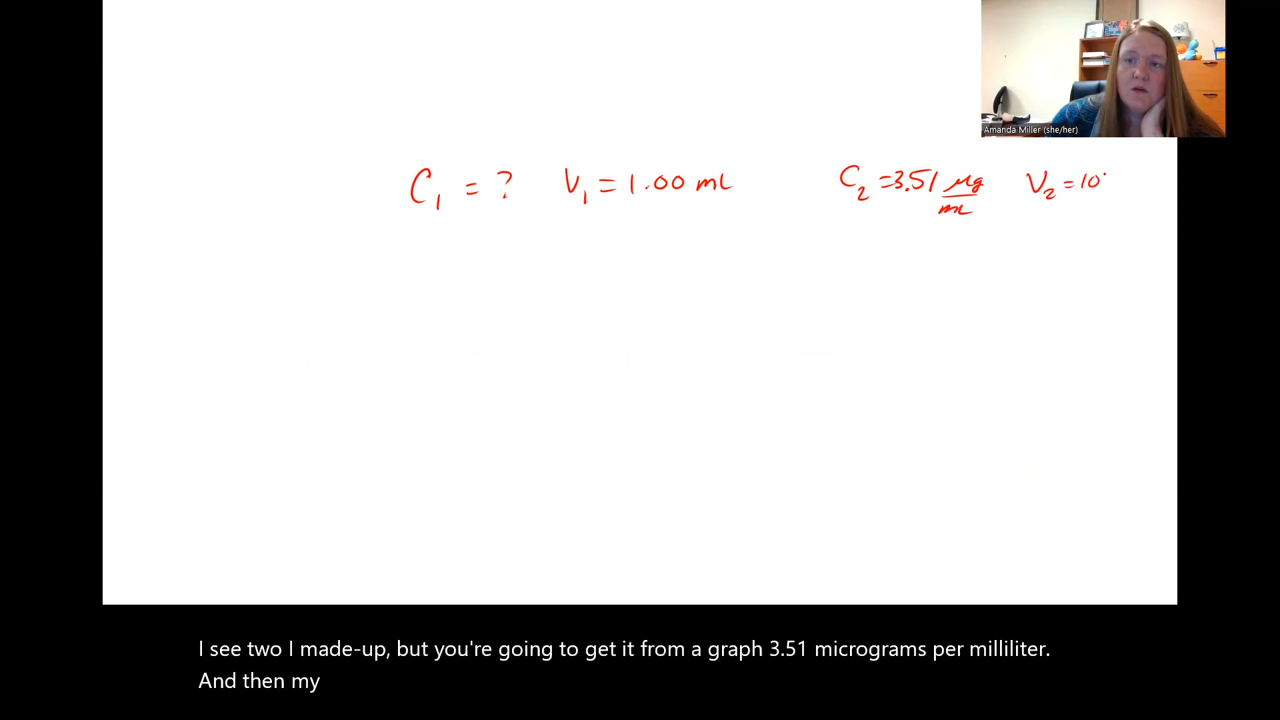 Amanda Miller (she/her)
C₁ = ? V₁ = 1.00 mL C₂ = 3.51 μg/mL V₂ = 10.
I see two I made-up, but you're going to get it from a graph 3.51 micrograms per milliliter.
And then my